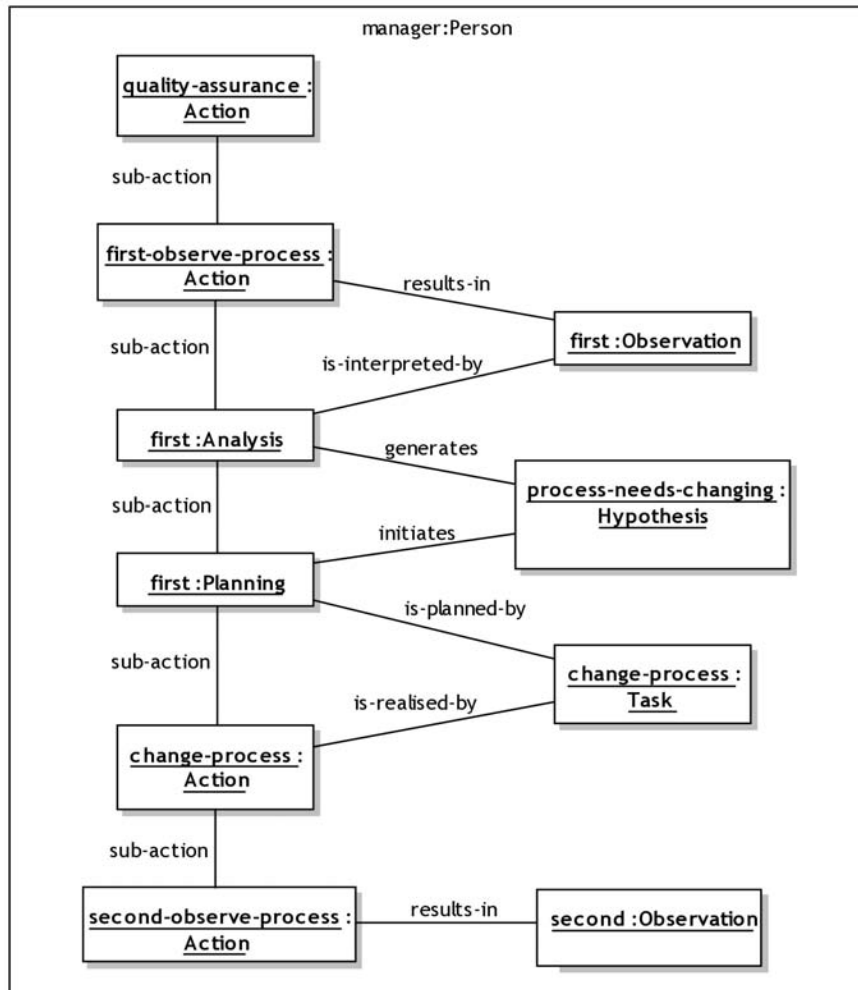 manager:Person
quality-assurance :
Action
sub-action
first-observe-process :
Action
results-in
first :Observation
sub-action
is-interpreted-by
first :Analysis
generates
process-needs-changing :
Hypothesis
sub-action
initiates
first :Planning
is-planned-by
sub-action
change-process :
Task
is-realised-by
change-process :
Action
sub-action
second-observe-process :
Action
results-in
second :Observation